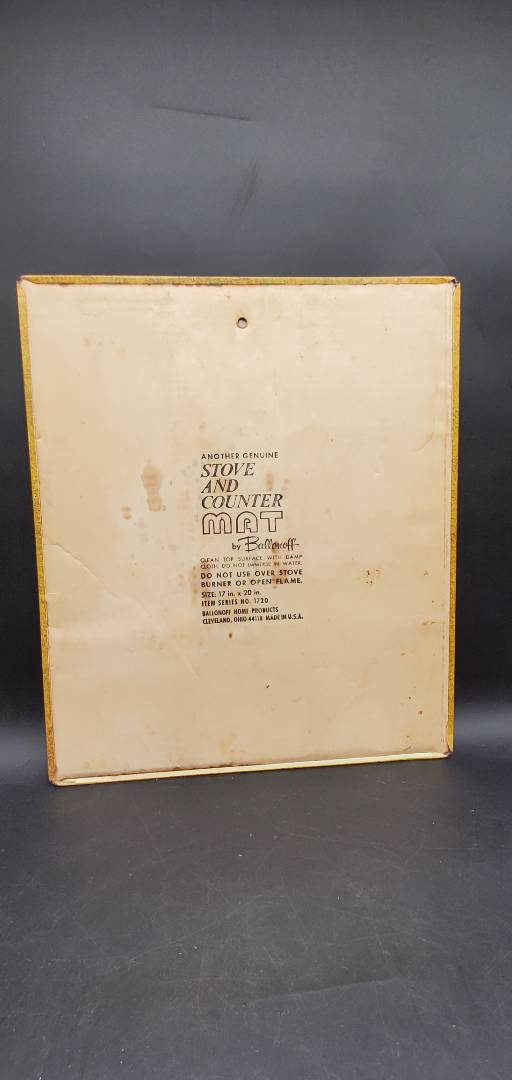 ANOTHER GENUINE
STOVE
AND
COUNTER
MAT
by Ballonoff
CLEAN TOP SURFACE WITH DAMP
CLOTH. DO NOT IMMERSE IN WATER.
DO NOT USE OVER STOVE
BURNER OR OPEN FLAME.
SIZE: 17 in. x 20 in.
ITEM SERIES NO. 1720
BALLONOFF HOME PRODUCTS
CLEVELAND, OHIO 44118 MADE IN U.S.A.